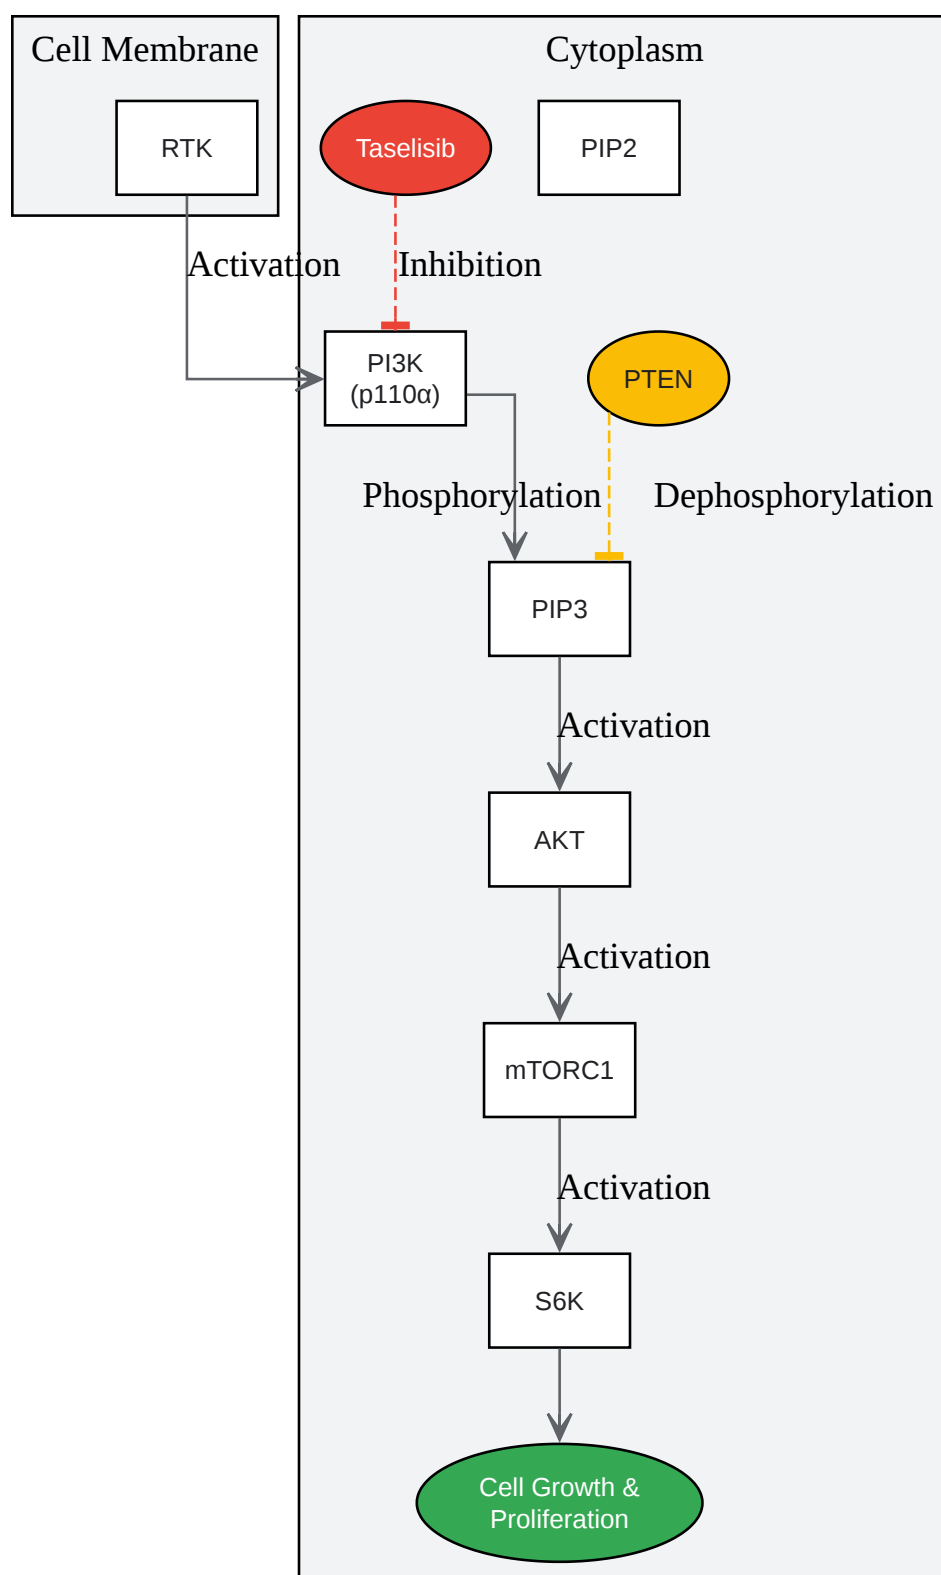 Cell Membrane
Cytoplasm
RTK
Taselisib
PIP2
Activation
Inhibition
PI3K
(p110α)
PTEN
Phosphorylation
Dephosphorylation
PIP3
Activation
AKT
Activation
mTORC1
Activation
S6K
Cell Growth &
Proliferation